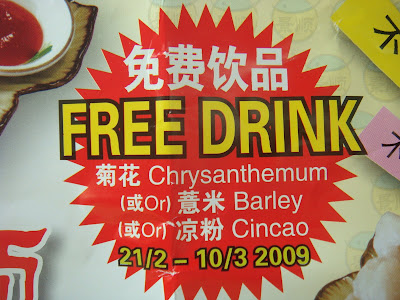 免费饮品
FREE DRINK
菊花 Chrysanthemum
(或Or) 薏米 Barley
(或Or) 凉粉 Cincao
21/2 – 10/3 2009